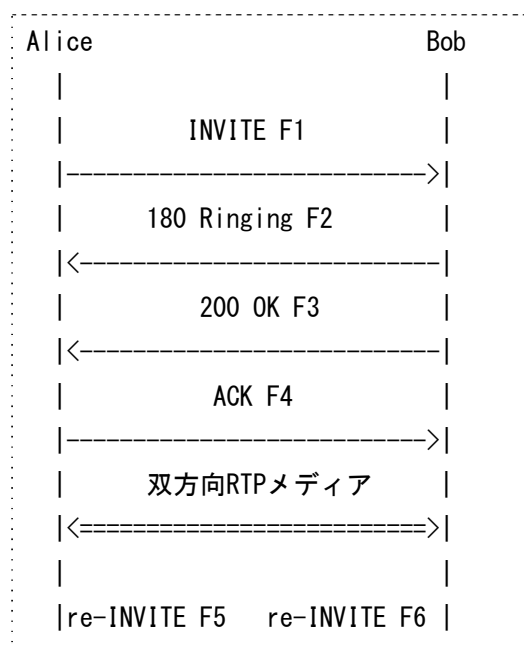 Alice Bob
| |
| INVITE F1 |
|--------------------------->|
| 180 Ringing F2 |
|<---------------------------|
| 200 OK F3 |
|<---------------------------|
| ACK F4 |
|--------------------------->|
| 双方向RTPメディア |
|<==========================>|
| |
|re-INVITE F5 re-INVITE F6 |